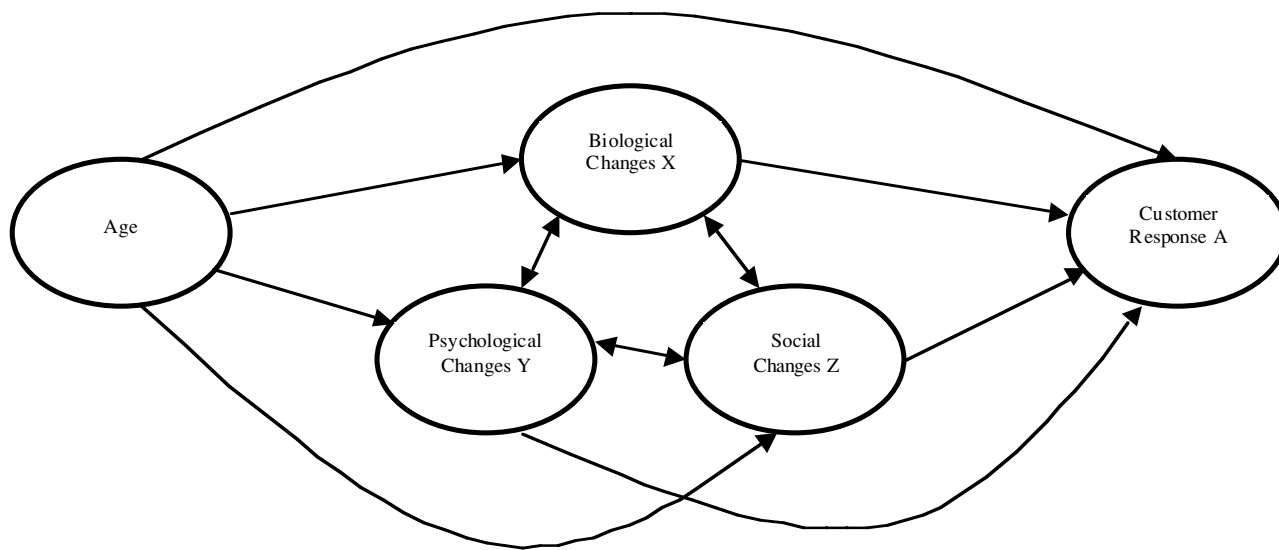 Biological
Changes X
Age
Customer
Response A
Psychological
Changes Y
Social
Changes Z